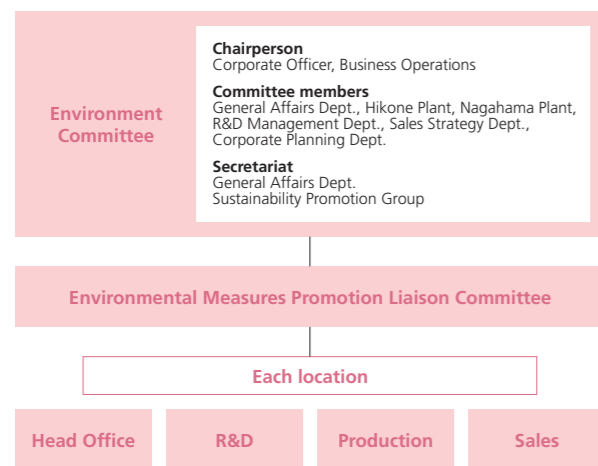 Environment
Committee
Chairperson
Corporate Officer, Business Operations
Committee members
General Affairs Dept., Hikone Plant, Nagahama Plant,
R&D Management Dept., Sales Strategy Dept.,
Corporate Planning Dept.
Secretariat
General Affairs Dept.
Sustainability Promotion Group
Environmental Measures Promotion Liaison Committee
Each location
Head Office
R&D
Production
Sales